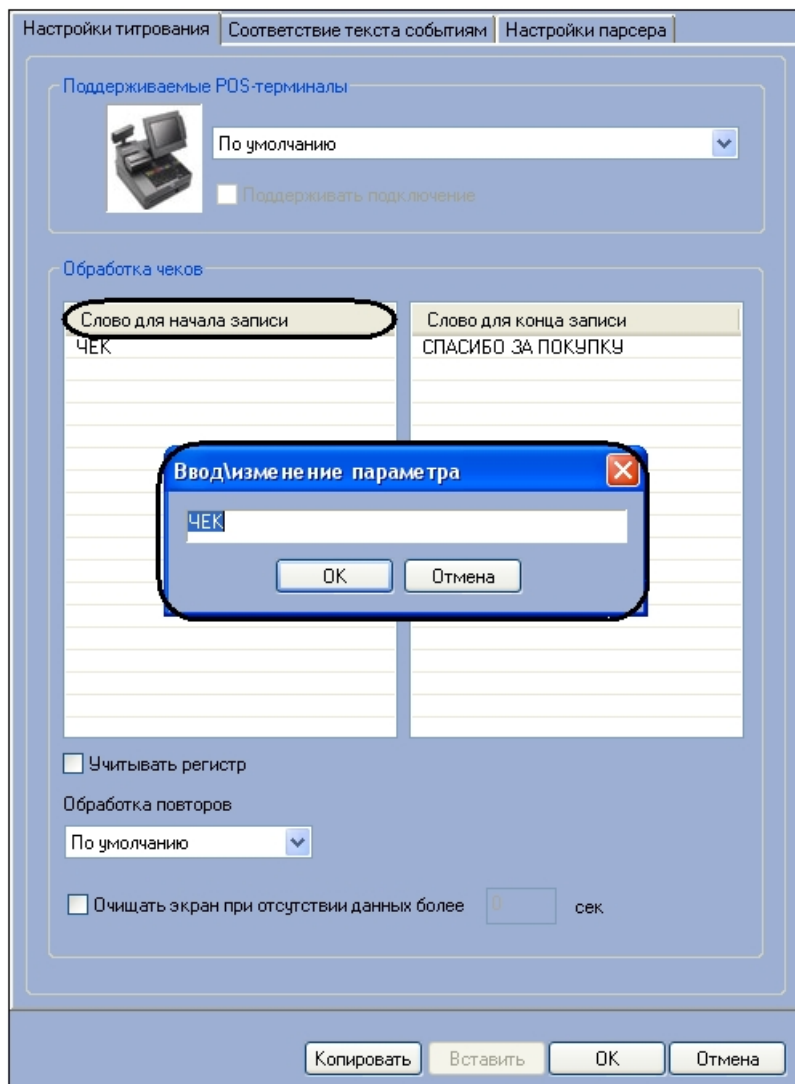 Настройки титрования Соответствие текста событиям Настройки парсера
Поддерживаемые POS-терминалы
По умолчанию
Поддерживать подключение
Обработка чеков
Слово для начала записи Слово для конца записи
ЧЕК СПАСИБО ЗА ПОКУПКУ
Ввод\изменение параметра
ЧЕК
OK Отмена
Учитывать регистр
Обработка повторов
По умолчанию
Очищать экран при отсутствии данных более 0 сек
Копировать Вставить OK Отмена